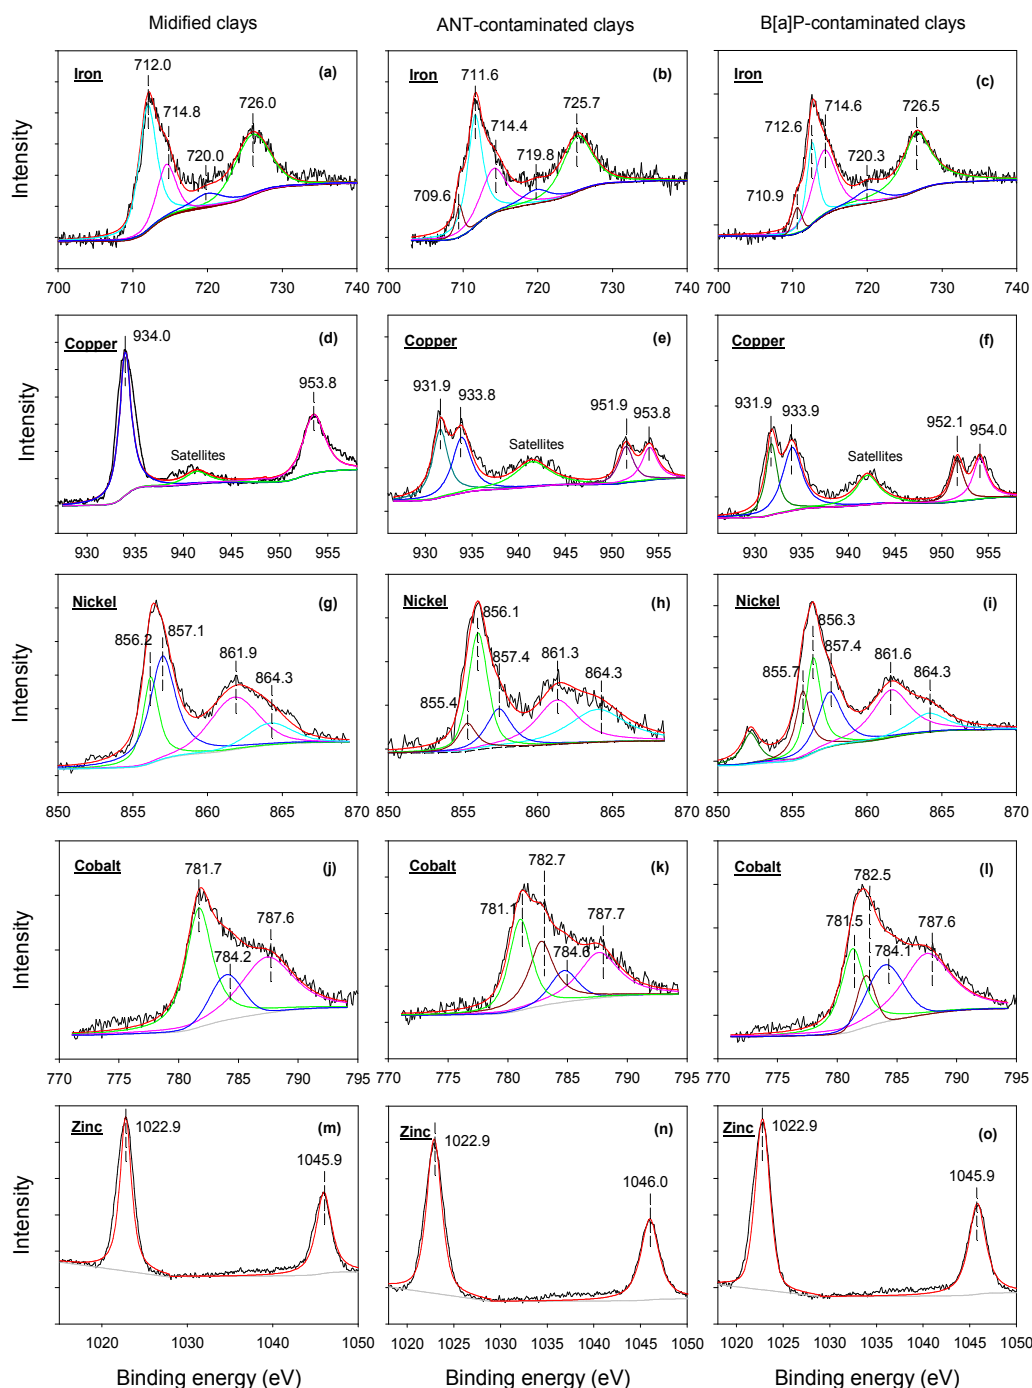 Midified clays
ANT-contaminated clays
B[a]P-contaminated clays
Intensity
Iron
(a)
712.0
714.8
720.0
726.0
700 710 720 730 740
Iron
(b)
711.6
714.4
709.6
719.8
725.7
700 710 720 730 740
Iron
(c)
712.6
714.6
710.9
720.3
726.5
700 710 720 730 740
Intensity
Copper
(d)
934.0
Satellites
953.8
930 935 940 945 950 955
Copper
(e)
931.9
933.8
Satellites
951.9
953.8
930 935 940 945 950 955
Copper
(f)
931.9
933.9
Satellites
952.1
954.0
930 935 940 945 950 955
Intensity
Nickel
(g)
856.2
857.1
861.9
864.3
850 855 860 865 870
Nickel
(h)
856.1
857.4
855.4
861.3
864.3
850 855 860 865 870
Nickel
(i)
856.3
857.4
855.7
861.6
864.3
850 855 860 865 870
Intensity
Cobalt
(j)
781.7
784.2
787.6
770 775 780 785 790 795
Cobalt
(k)
782.7
781.1
784.6
787.7
770 775 780 785 790 795
Cobalt
(l)
782.5
781.5
784.1
787.6
770 775 780 785 790 795
Intensity
Zinc
(m)
1022.9
1045.9
1020 1030 1040 1050
Zinc
(n)
1022.9
1046.0
1020 1025 1030 1035 1040 1045 1050
Zinc
(o)
1022.9
1045.9
1020 1025 1030 1035 1040 1045 1050
Binding energy (eV)
Binding energy (eV)
Binding energy (eV)